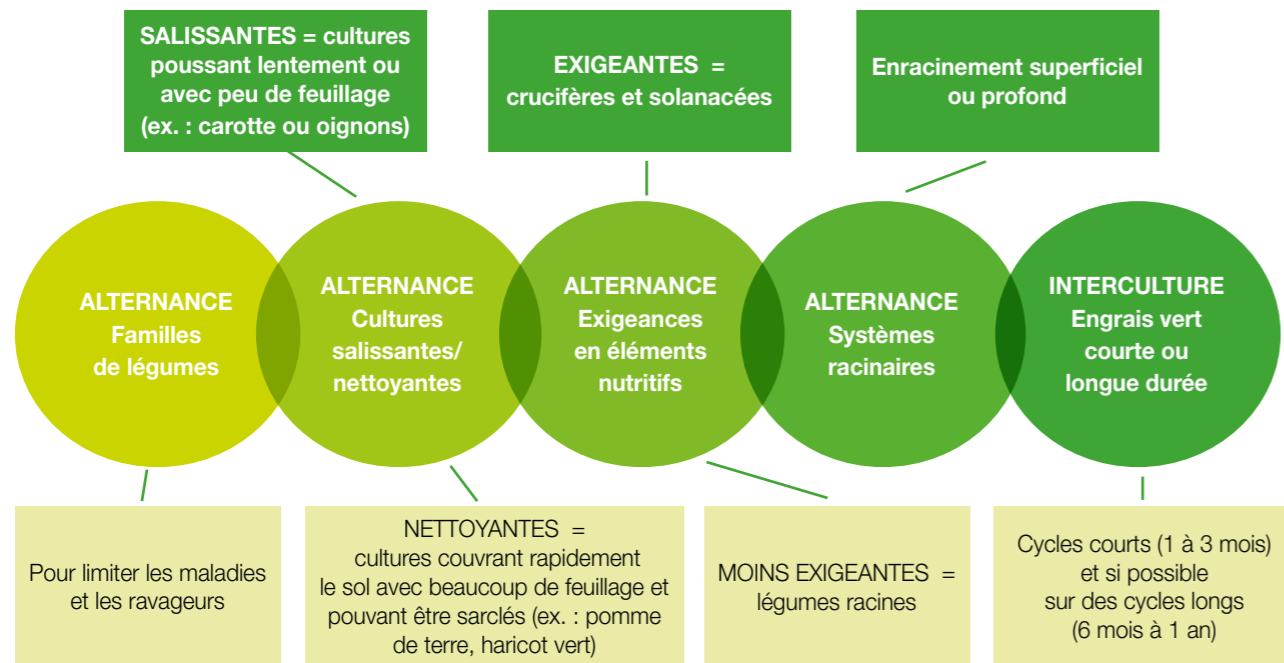 SALISSANTES = cultures
poussant lentement ou
avec peu de feuillage
(ex. : carotte ou oignons)
EXIGEANTES =
crucifères et solanacées
Enracinement superficiel
ou profond
ALTERNANCE
Familles
de légumes
ALTERNANCE
Cultures
salissantes/
nettoyantes
ALTERNANCE
Exigeances
en éléments
nutritifs
ALTERNANCE
Systèmes
racinaires
INTERCULTURE
Engrais vert
courte ou
longue durée
Pour limiter les maladies
et les ravageurs
NETTOYANTES =
cultures couvrant rapidement
le sol avec beaucoup de feuillage et
pouvant être sarclés (ex. : pomme
de terre, haricot vert)
MOINS EXIGEANTES =
légumes racines
Cycles courts (1 à 3 mois)
et si possible
sur des cycles longs
(6 mois à 1 an)